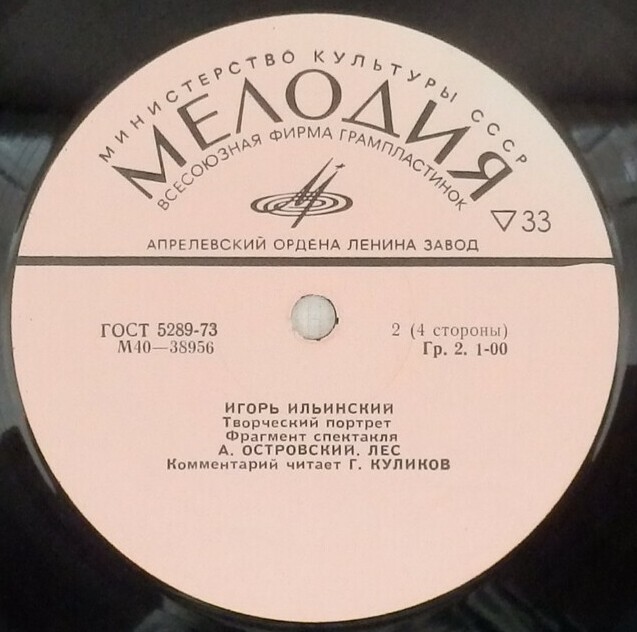 МИНИСТЕРСТВО КУЛЬТУРЫ СССР
МЕЛОДИЯ
ВСЕСОЮЗНАЯ ФИРМА ГРАМПЛАСТИНОК
▽33
АПРЕЛЕВСКИЙ ОРДЕНА ЛЕНИНА ЗАВОД
ГОСТ 5289-73 2 (4 стороны)
М40—38956 Гр. 2. 1-00
ИГОРЬ ИЛЬИНСКИЙ
Творческий портрет
Фрагмент спектакля
А. ОСТРОВСКИЙ. ЛЕС
Комментарий читает Г. КУЛИКОВ